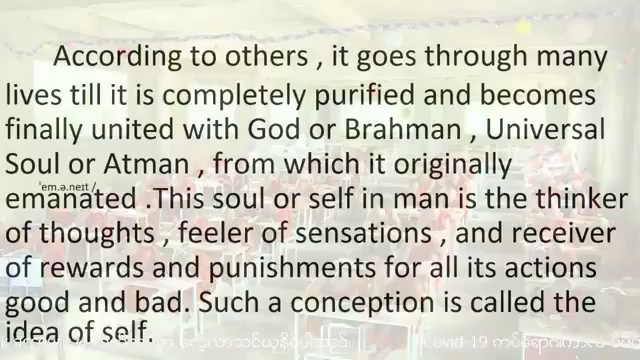 According to others , it goes through many
lives till it is completely purified and becomes
finally united with God or Brahman , Universal
Soul or Atman , from which it originally
ˈem.ə.neɪt /
emanated .This soul or self in man is the thinker
of thoughts , feeler of sensations , and receiver
of rewards and punishments for all its actions
good and bad. Such a conception is called the
idea of self.
Covid-19